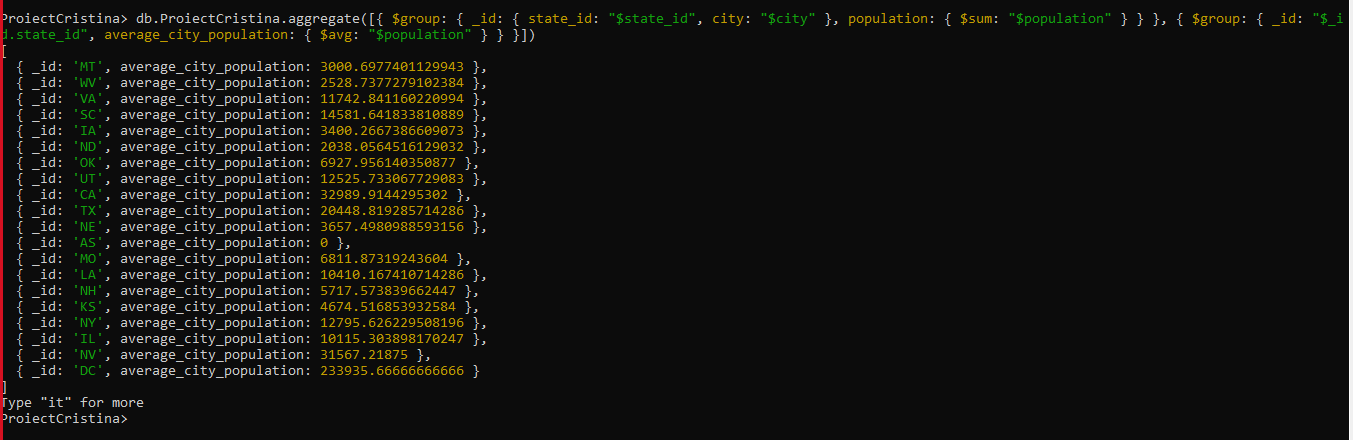 ProiectCristina> db.ProiectCristina.aggregate([{ $group: { _id: { state_id: "$state_id", city: "$city" }, population: { $sum: "$population" } } }, { $group: { _id: "$_i
d.state_id", average_city_population: { $avg: "$population" } } }])
[
  { _id: 'MT', average_city_population: 3000.6977401129943 },
  { _id: 'WV', average_city_population: 2528.7377279102384 },
  { _id: 'VA', average_city_population: 11742.841160220994 },
  { _id: 'SC', average_city_population: 14581.641833810889 },
  { _id: 'IA', average_city_population: 3400.2667386609073 },
  { _id: 'ND', average_city_population: 2038.0564516129032 },
  { _id: 'OK', average_city_population: 6927.956140350877 },
  { _id: 'UT', average_city_population: 12525.733067729083 },
  { _id: 'CA', average_city_population: 32989.9144295302 },
  { _id: 'TX', average_city_population: 20448.819285714286 },
  { _id: 'NE', average_city_population: 3657.4980988593156 },
  { _id: 'AS', average_city_population: 0 },
  { _id: 'MO', average_city_population: 6811.87319243604 },
  { _id: 'LA', average_city_population: 10410.167410714286 },
  { _id: 'NH', average_city_population: 5717.573839662447 },
  { _id: 'KS', average_city_population: 4674.516853932584 },
  { _id: 'NY', average_city_population: 12795.626229508196 },
  { _id: 'IL', average_city_population: 10115.303898170247 },
  { _id: 'NV', average_city_population: 31567.21875 },
  { _id: 'DC', average_city_population: 233935.66666666666 }
]
Type "it" for more
ProiectCristina>